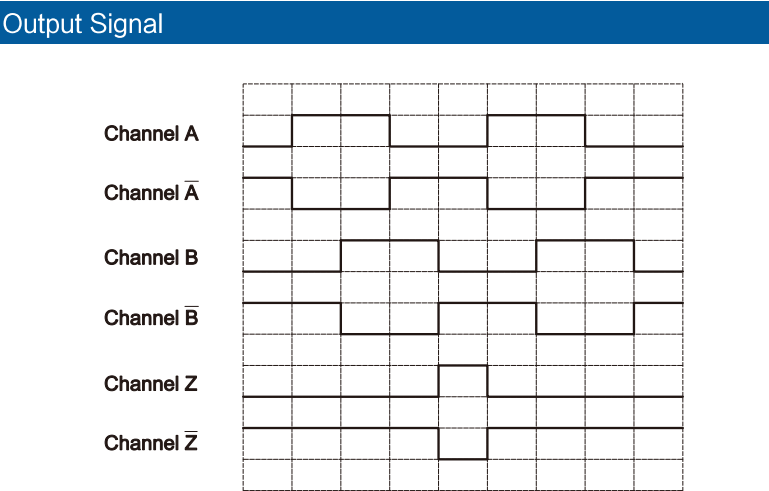 Output Signal
Channel A
Channel A̅
Channel B
Channel B̅
Channel Z
Channel Z̅